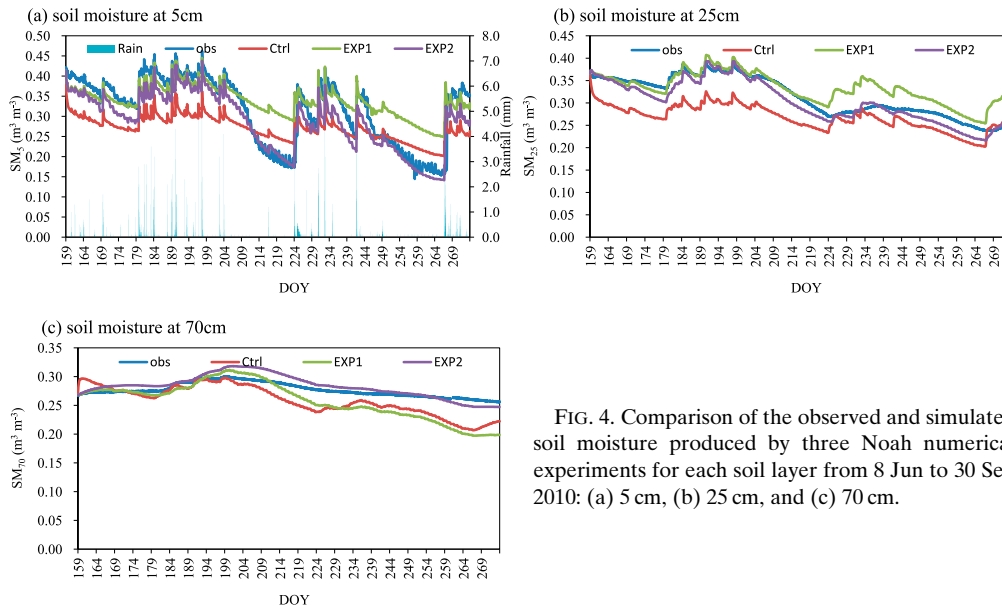 (a) soil moisture at 5cm
Rain obs Ctrl EXP1 EXP2
0.50 0.45 0.40 0.35 0.30 0.25 0.20 0.15 0.10 0.05 0.00
SM5 (m³ m⁻³)
8.0 7.0 6.0 5.0 4.0 3.0 2.0 1.0 0.0
Rainfall (mm)
159 164 169 174 179 184 189 194 199 204 209 214 219 224 229 234 239 244 249 254 259 264 269
DOY
(b) soil moisture at 25cm
obs Ctrl EXP1 EXP2
0.45 0.40 0.35 0.30 0.25 0.20 0.15 0.10 0.05 0.00
SM25 (m³ m⁻³)
159 164 169 174 179 184 189 194 199 204 209 214 219 224 229 234 239 244 249 254 259 264 269
DOY
(c) soil moisture at 70cm
obs Ctrl EXP1 EXP2
0.35 0.30 0.25 0.20 0.15 0.10 0.05 0.00
SM70 (m³ m⁻³)
159 164 169 174 179 184 189 194 199 204 209 214 219 224 229 234 239 244 249 254 259 264 269
DOY
FIG. 4. Comparison of the observed and simulate
soil moisture produced by three Noah numerica
experiments for each soil layer from 8 Jun to 30 Se
2010: (a) 5 cm, (b) 25 cm, and (c) 70 cm.